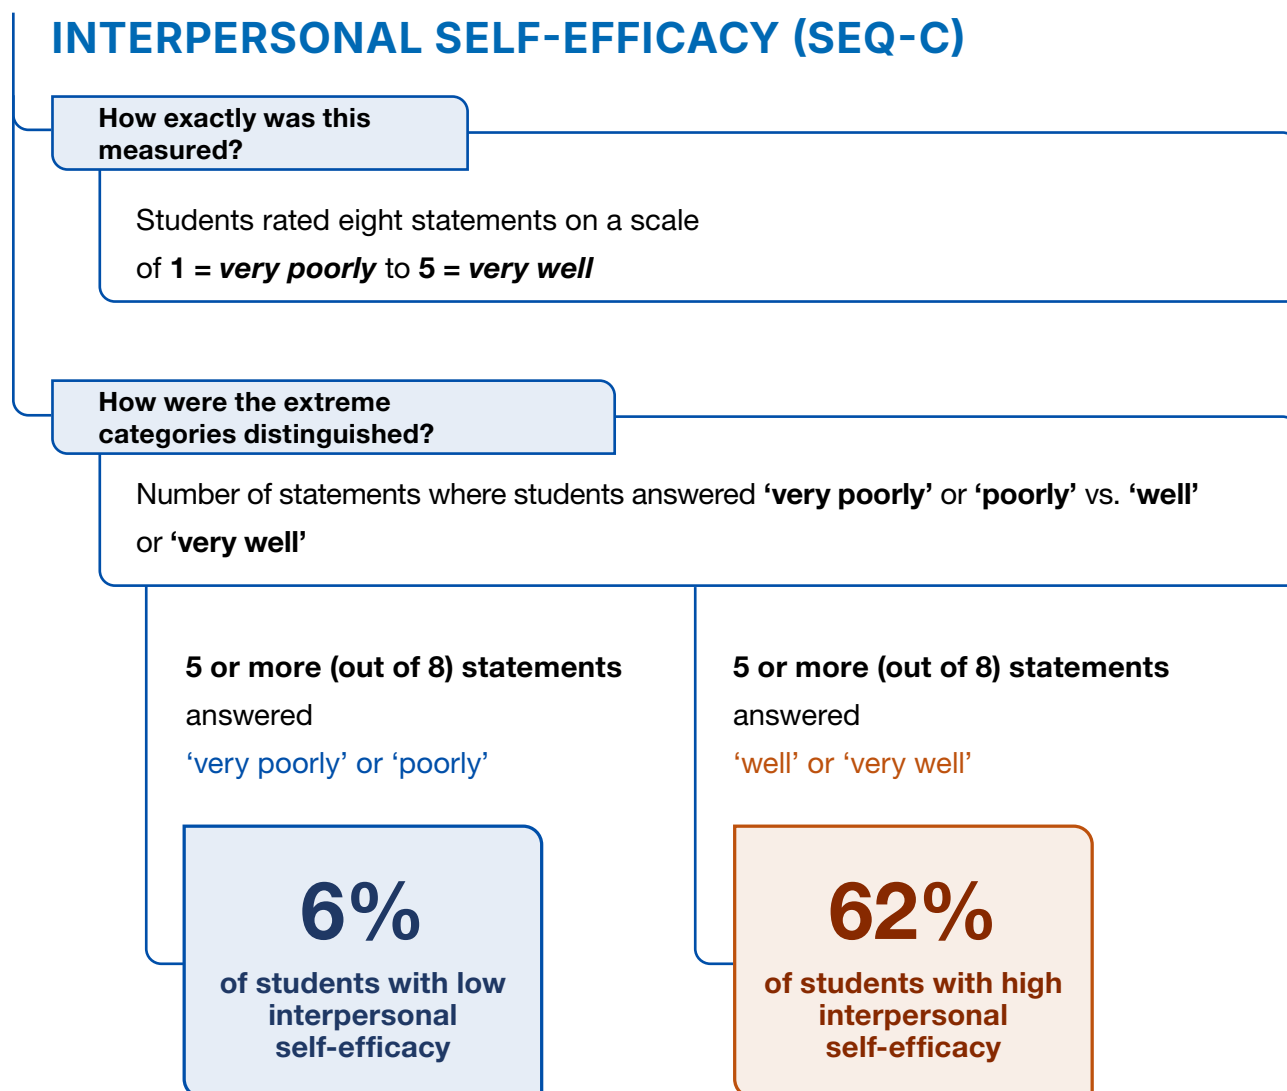 INTERPERSONAL SELF-EFFICACY (SEQ-C)
How exactly was this
measured?
Students rated eight statements on a scale
of 1 = very poorly to 5 = very well
How were the extreme
categories distinguished?
Number of statements where students answered ‘very poorly’ or ‘poorly’ vs. ‘well’
or ‘very well’
5 or more (out of 8) statements
answered
‘very poorly’ or ‘poorly’
6%
of students with low
interpersonal
self-efficacy
5 or more (out of 8) statements
answered
‘well’ or ‘very well’
62%
of students with high
interpersonal
self-efficacy